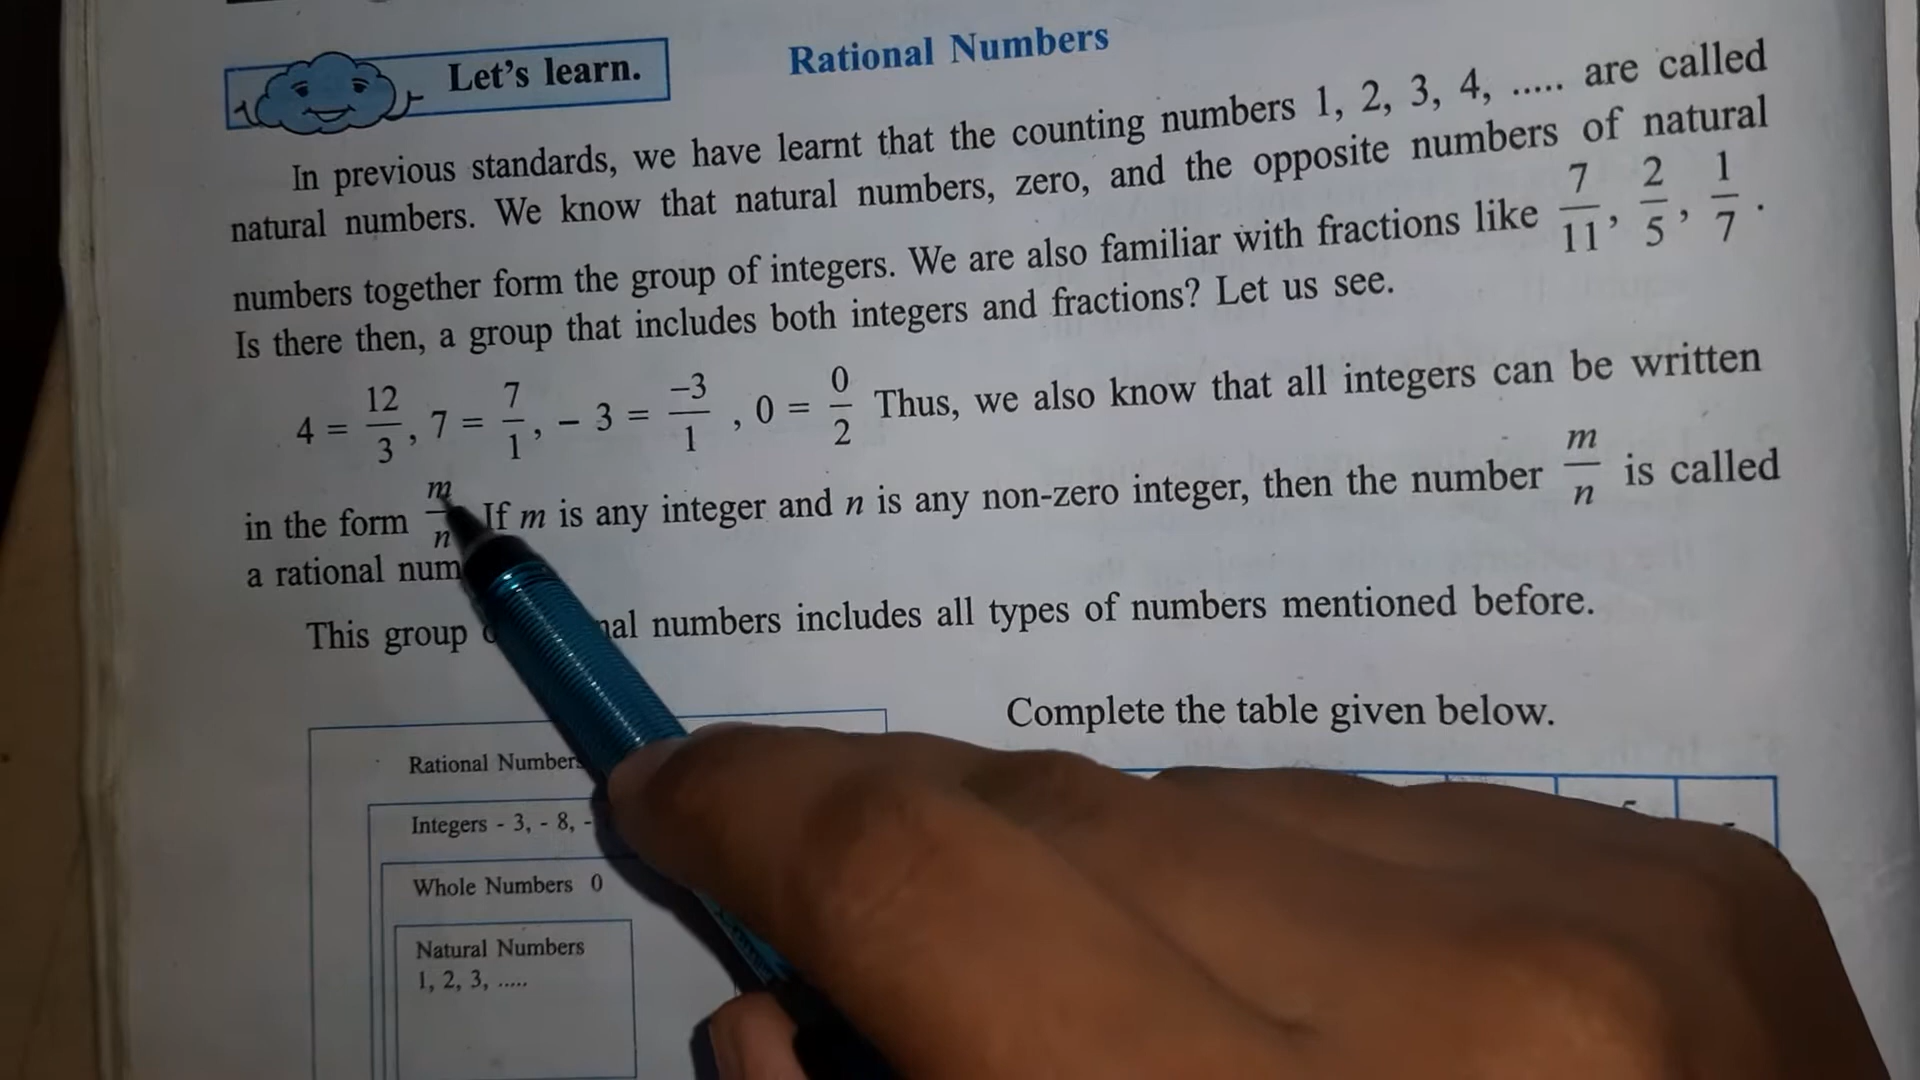 Let's learn.
Rational Numbers
In previous standards, we have learnt that the counting numbers 1, 2, 3, 4, ..... are called
natural numbers. We know that natural numbers, zero, and the opposite numbers of natural
numbers together form the group of integers. We are also familiar with fractions like 7/11, 2/5, 1/7.
Is there then, a group that includes both integers and fractions? Let us see.
4 = 12/3, 7 = 7/1, - 3 = -3/1, 0 = 0/2 Thus, we also know that all integers can be written
in the form m/n If m is any integer and n is any non-zero integer, then the number m/n is called
a rational num
This group numbers includes all types of numbers mentioned before.
Complete the table given below.
Rational Numbers
Integers - 3, - 8, -
Whole Numbers 0
Natural Numbers
1, 2, 3, .....